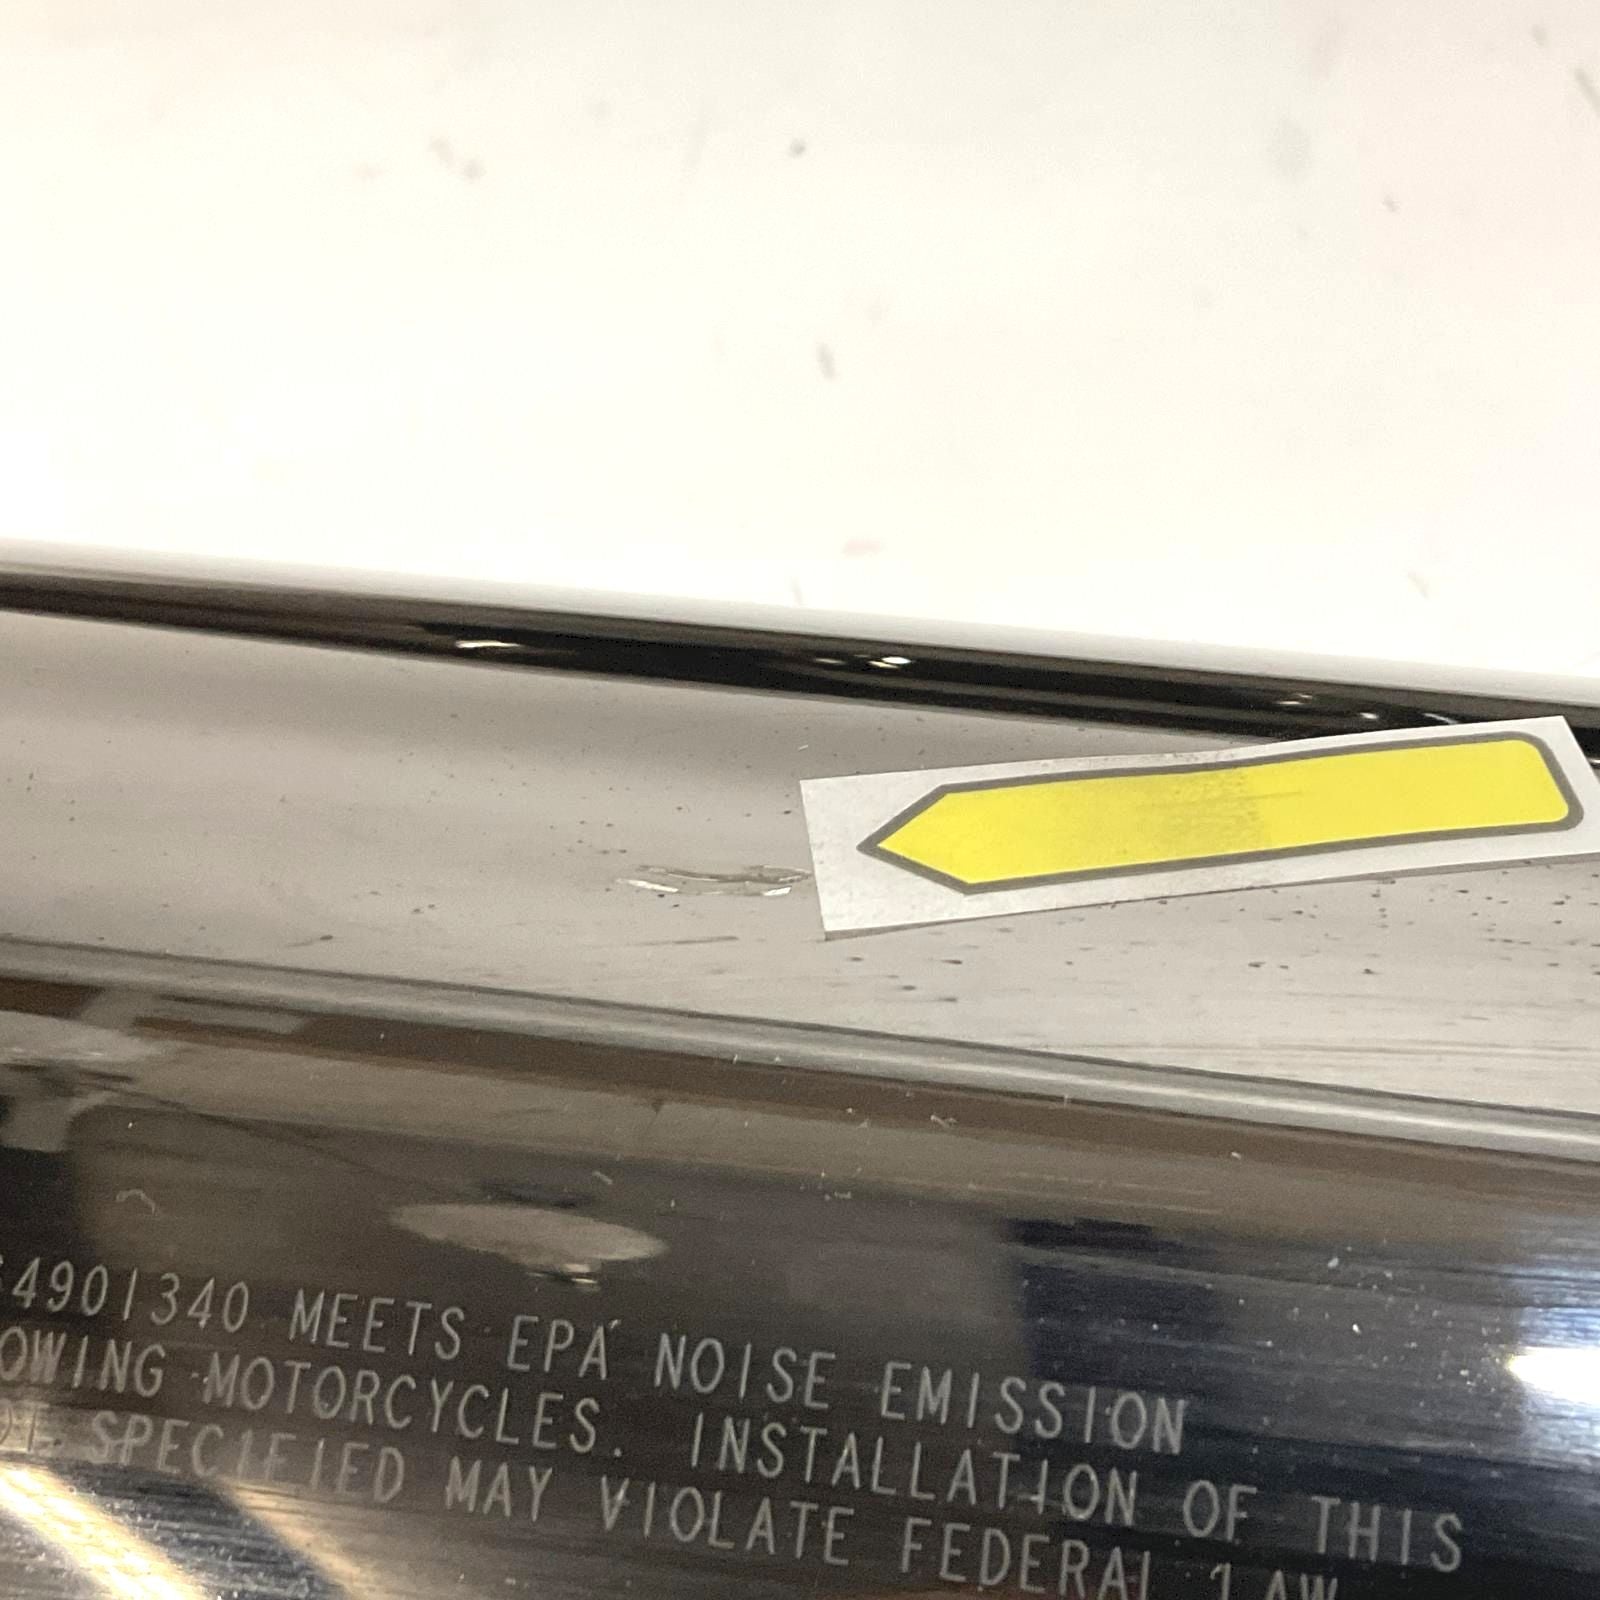 4901340 MEETS EPA NOISE EMISSION
OWING MOTORCYCLES. INSTALLATION OF THIS
SPECIFIED MAY VIOLATE FEDERAL LAW